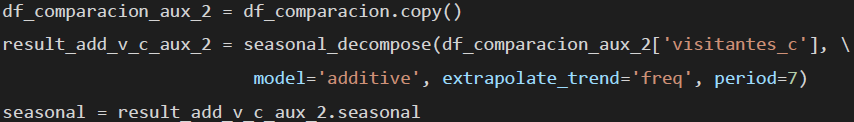 df_comparacion_aux_2 = df_comparacion.copy()
result_add_v_c_aux_2 = seasonal_decompose(df_comparacion_aux_2['visitantes_c'], \
model='additive', extrapolate_trend='freq', period=7)
seasonal = result_add_v_c_aux_2.seasonal